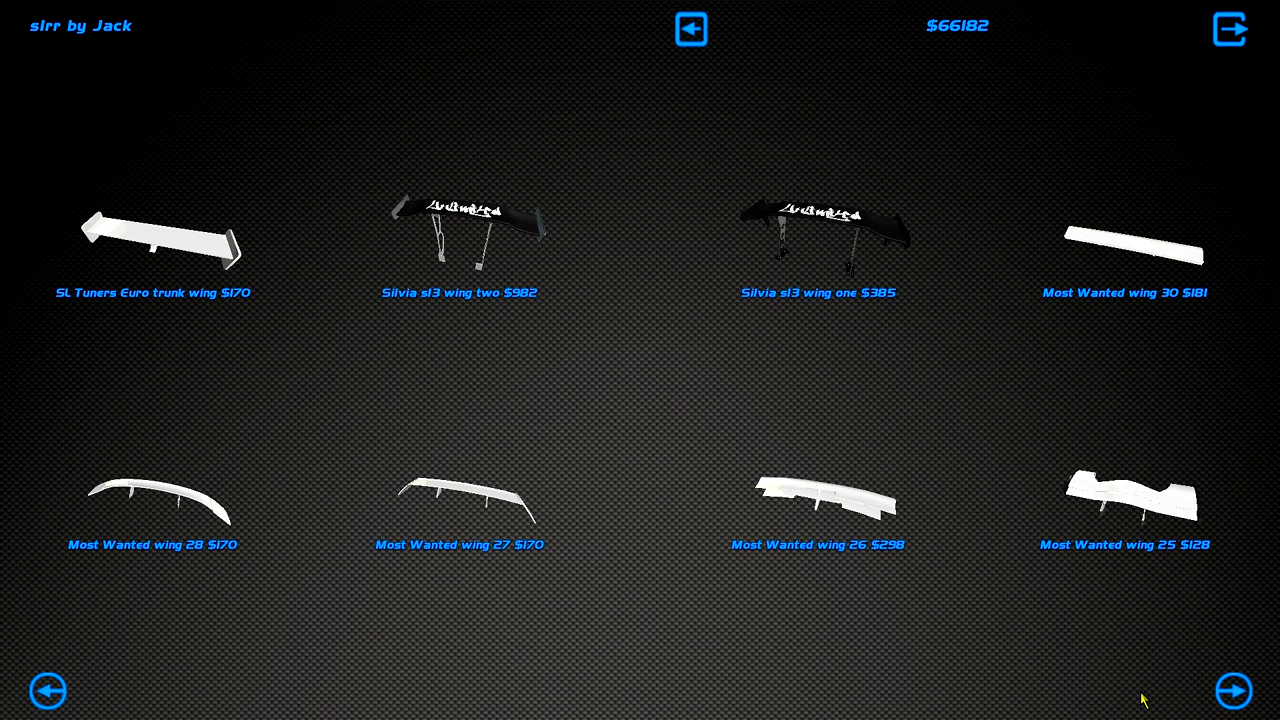 slrr by Jack
$66182
SL Tuners Euro trunk wing $170
Silvia s13 wing two $982
Silvia s13 wing one $385
Most Wanted wing 30 $181
Most Wanted wing 28 $170
Most Wanted wing 27 $170
Most Wanted wing 26 $298
Most Wanted wing 25 $128